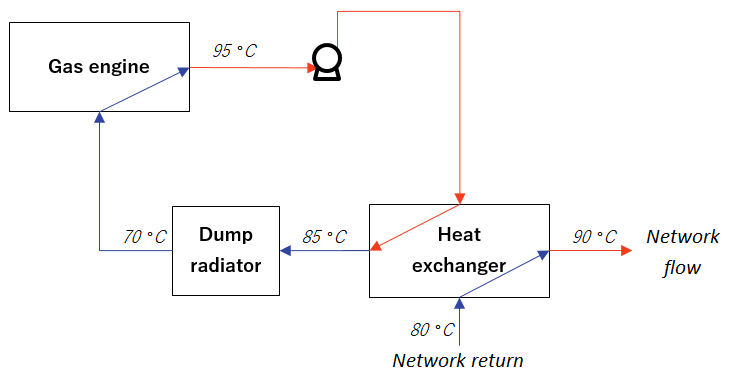 95°C
Gas engine
70°C
Dump
radiator
85°C
Heat
exchanger
90°C
Network
flow
80°C
Network return